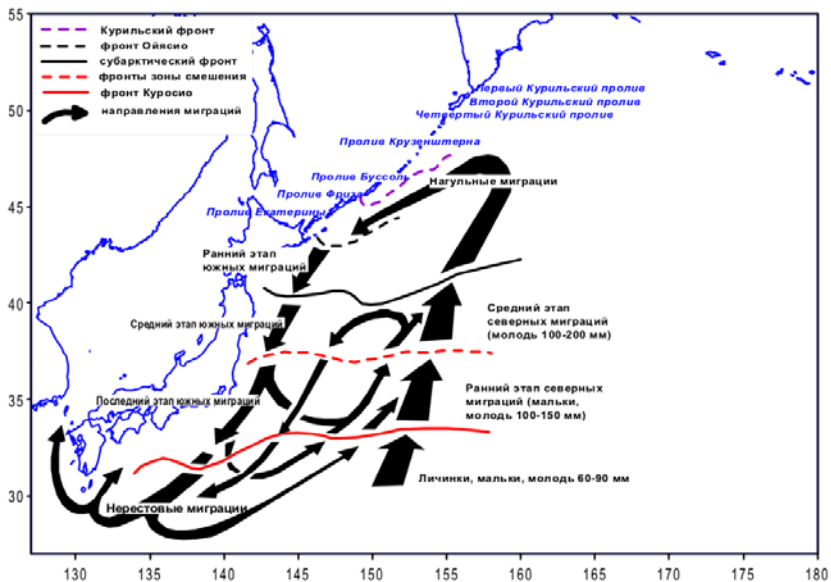 55
50
45
40
35
30
Курильский фронт
фронт Ойясио
субарктический фронт
фронты зоны смешения
фронт Куросио
направления миграций
Первый Курильский пролив
Второй Курильский пролив
Четвертый Курильский пролив
Пролив Крузенштерна
Пролив Буссоль
Пролив Фриза
Пролив Екатерины
Нагульные миграции
Ранний этап
южных миграций
Средний этап южных миграций
Последний этап южных миграций
Нерестовые миграции
Средний этап
северных миграций
(молодь 100-200 мм)
Ранний этап северных
миграций (мальки,
молодь 100-150 мм)
Личинки, мальки, молодь 60-90 мм
130 135 140 145 150 155 160 165 170 175 180